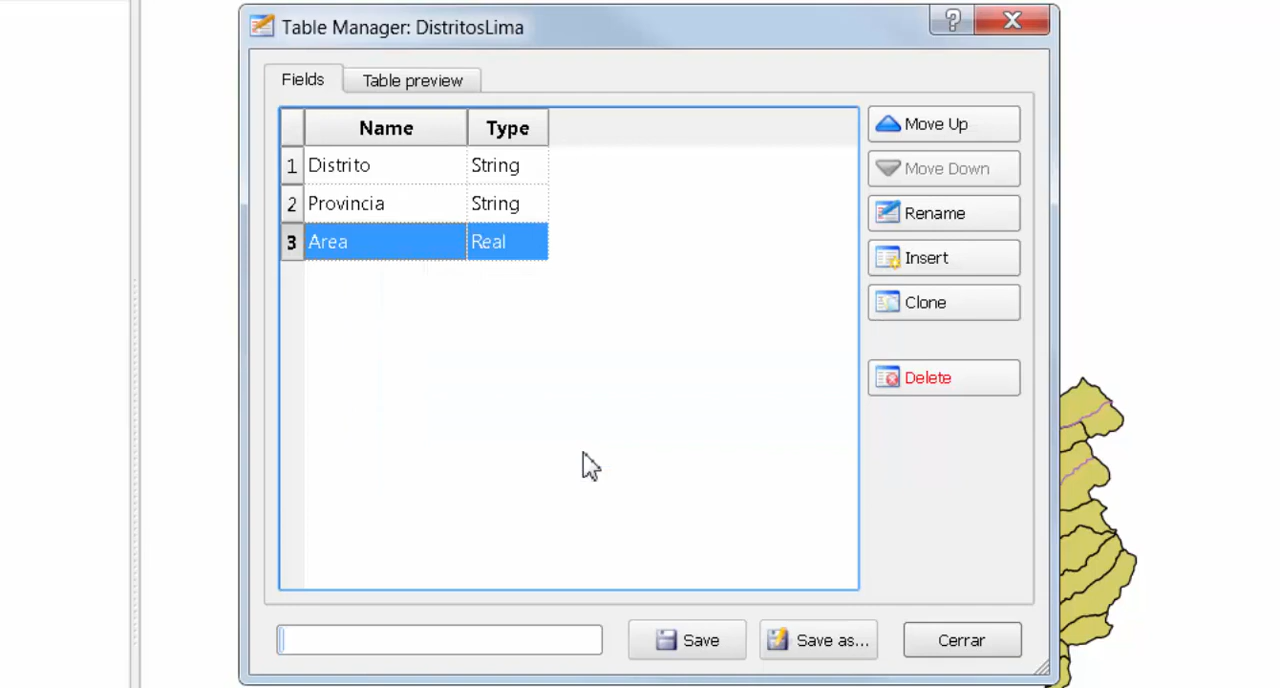 Table Manager: DistritosLima
Fields Table preview
Name Type
1 Distrito String
2 Provincia String
3 Area Real
Move Up
Move Down
Rename
Insert
Clone
Delete
Save Save as... Cerrar